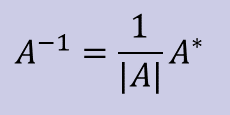 A⁻¹ = 1/|A| A*